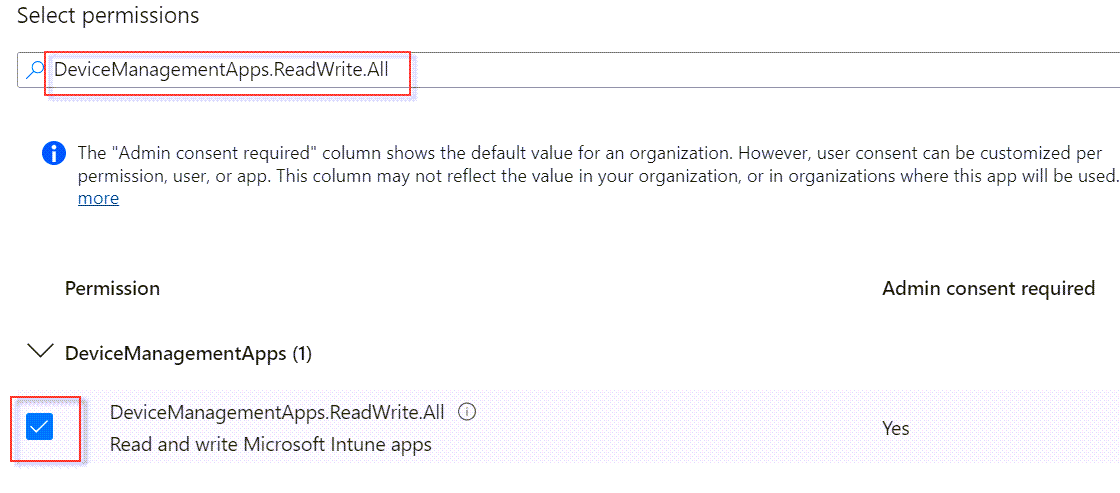 Select permissions
DeviceManagementApps.ReadWrite.All
The "Admin consent required" column shows the default value for an organization. However, user consent can be customized per
permission, user, or app. This column may not reflect the value in your organization, or in organizations where this app will be used.
more
Permission Admin consent required
DeviceManagementApps (1)
DeviceManagementApps.ReadWrite.All
Read and write Microsoft Intune apps
Yes